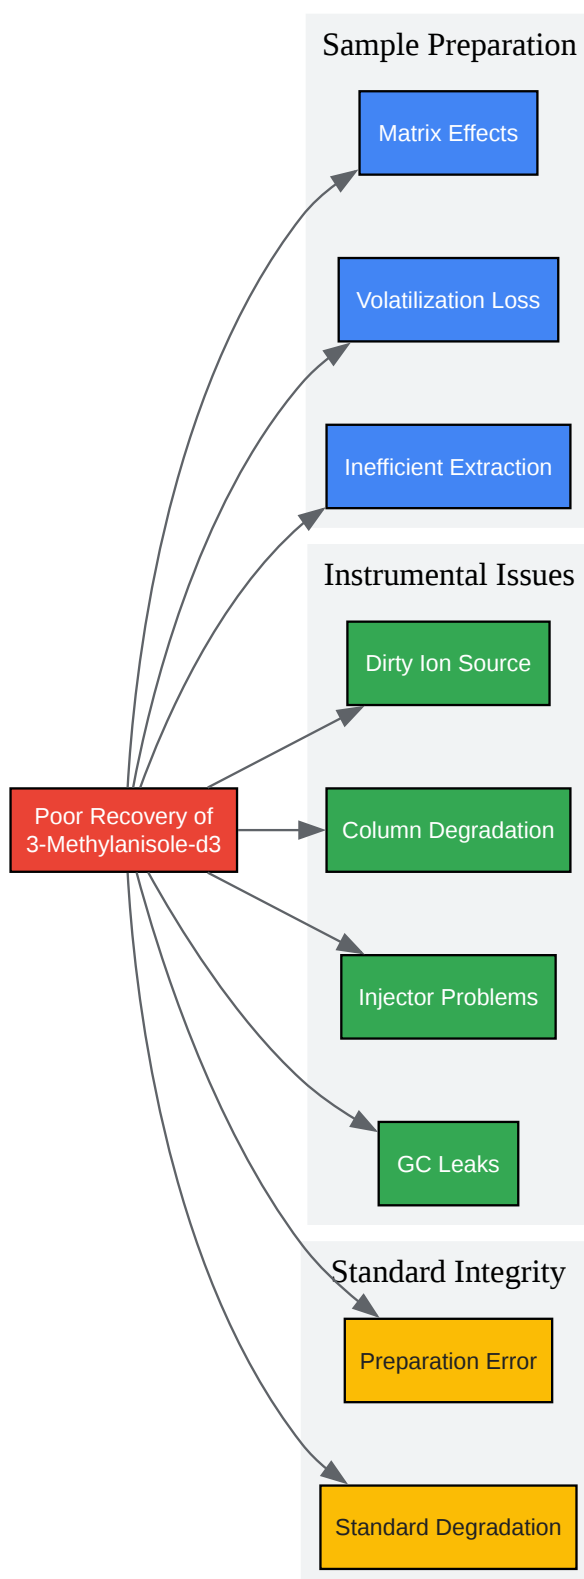 Sample Preparation
Matrix Effects
Volatilization Loss
Inefficient Extraction
Instrumental Issues
Dirty Ion Source
Poor Recovery of
3-Methylanisole-d3
Column Degradation
Injector Problems
GC Leaks
Standard Integrity
Preparation Error
Standard Degradation